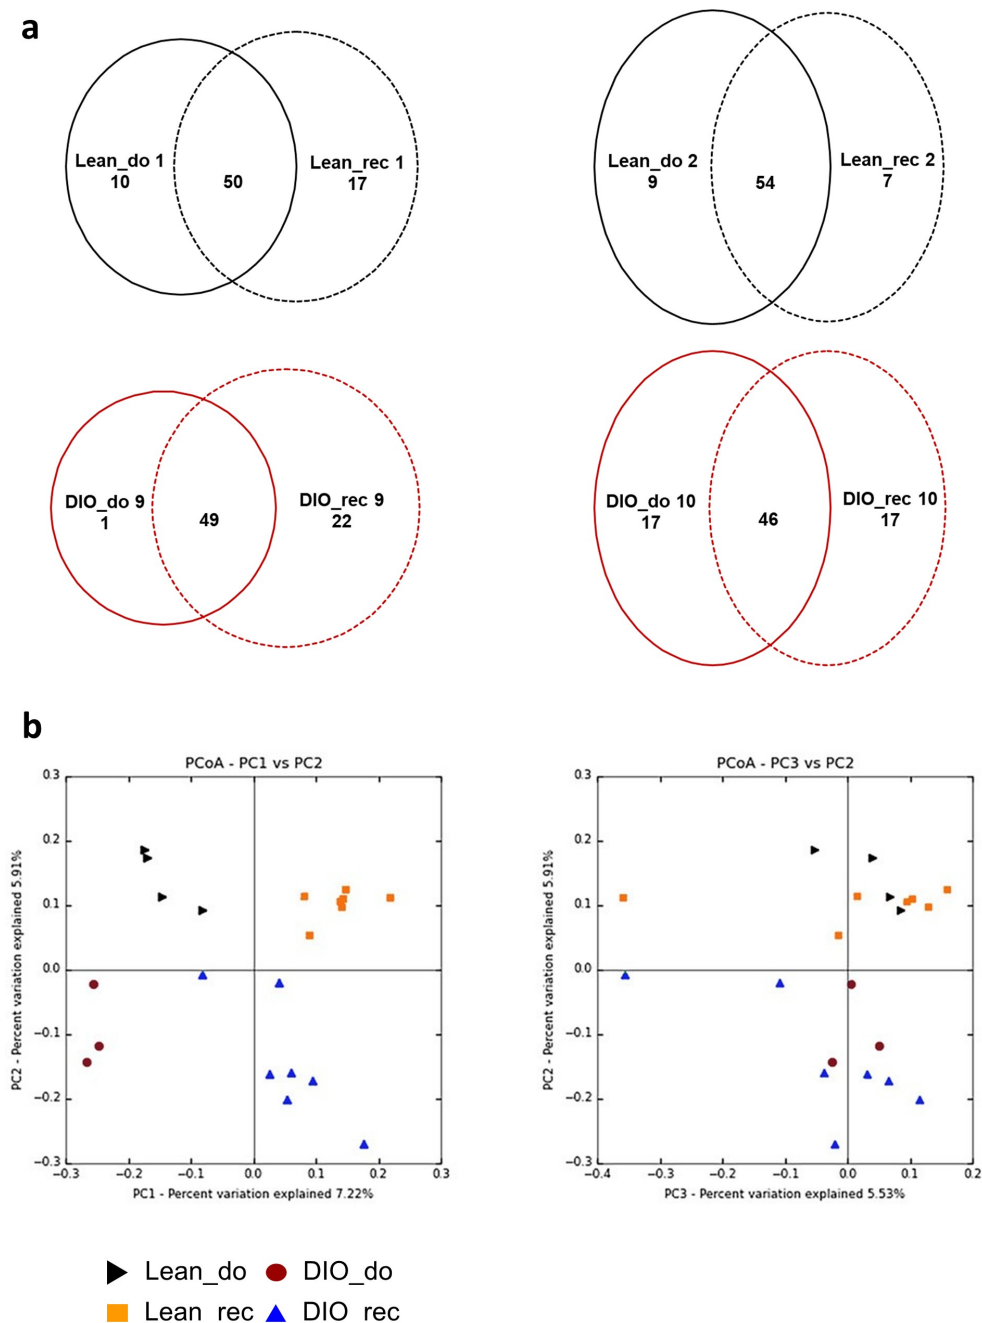 a
Lean_do 1
10
50
Lean_rec 1
17
Lean_do 2
9
54
Lean_rec 2
7
DIO_do 9
1
49
DIO_rec 9
22
DIO_do 10
17
46
DIO_rec 10
17
b
PCoA - PC1 vs PC2
PC2 - Percent variation explained 5.91%
0.3
0.2
0.1
0.0
−0.1
−0.2
−0.3
−0.3 −0.2 −0.1 0.0 0.1 0.2 0.3
PC1 - Percent variation explained 7.22%
PCoA - PC3 vs PC2
PC2 - Percent variation explained 5.91%
0.3
0.2
0.1
0.0
−0.1
−0.2
−0.3
−0.4 −0.3 −0.2 −0.1 0.0 0.1 0.2
PC3 - Percent variation explained 5.53%
Lean_do DIO_do
Lean_rec DIO_rec